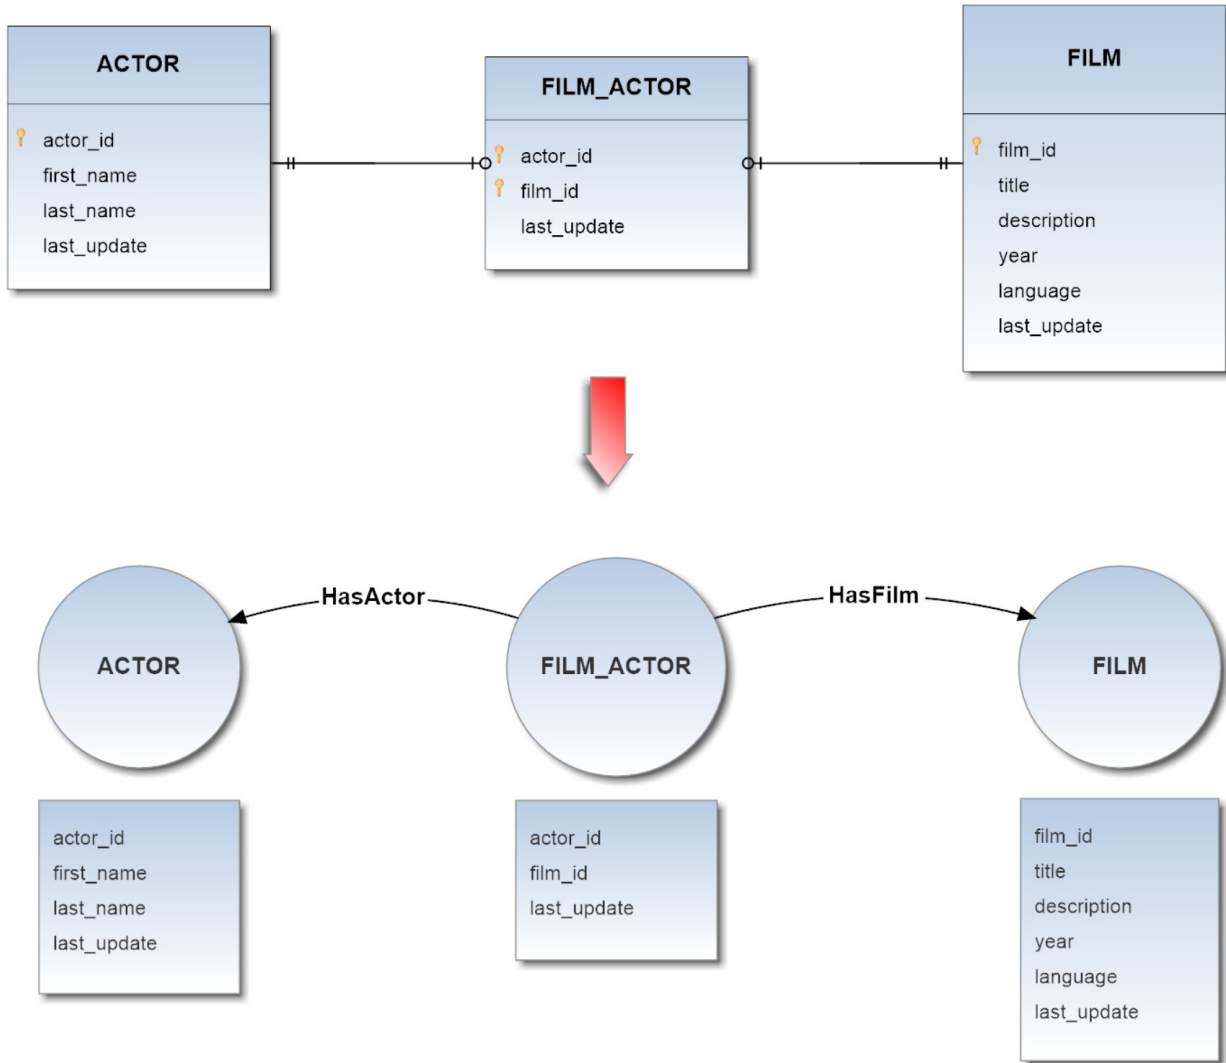 ACTOR
actor_id
first_name
last_name
last_update
FILM_ACTOR
actor_id
film_id
last_update
FILM
film_id
title
description
year
language
last_update
HasActor
HasFilm
ACTOR
FILM_ACTOR
FILM
actor_id
first_name
last_name
last_update
actor_id
film_id
last_update
film_id
title
description
year
language
last_update